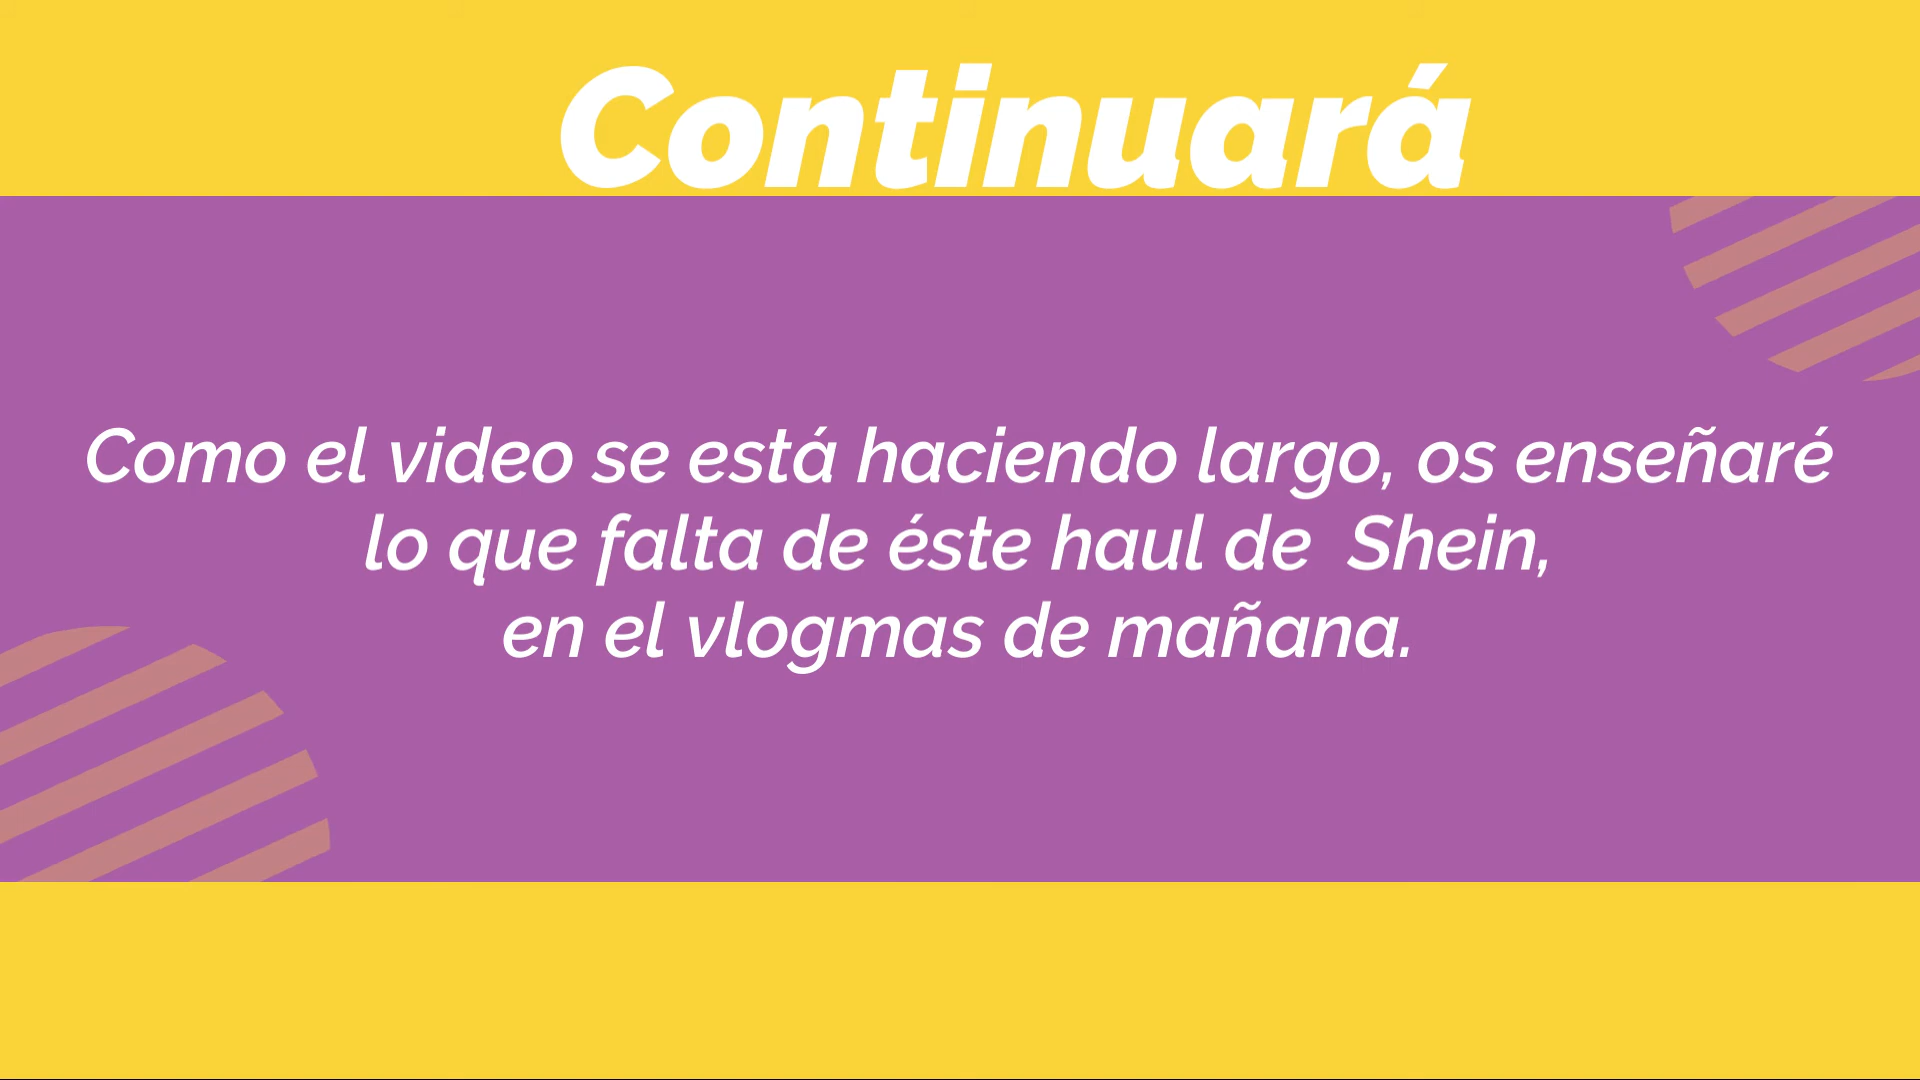 Continuará
Como el video se está haciendo largo, os enseñaré
lo que falta de éste haul de  Shein,
en el vlogmas de mañana.